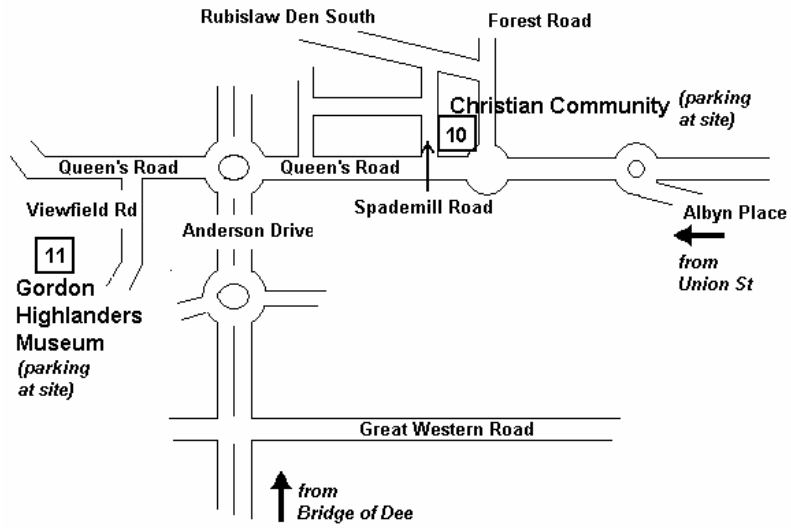 Rubislaw Den South
Forest Road
Christian Community
(parking
at site)
10
Queen's Road
Queen's Road
Viewfield Rd
Spademill Road
Albyn Place
Anderson Drive
from
Union St
11
Gordon
Highlanders
Museum
(parking
at site)
Great Western Road
from
Bridge of Dee